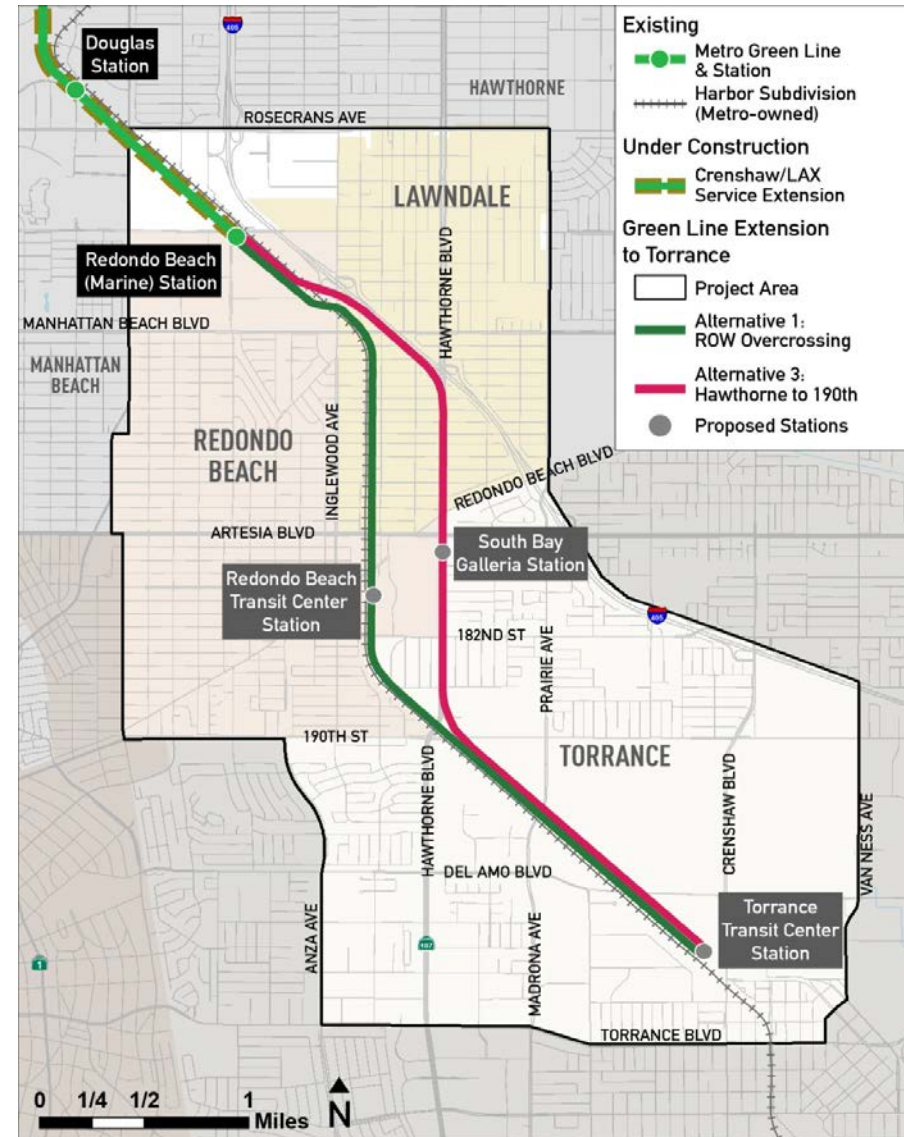 Douglas
Station
405
HAWTHORNE
ROSECRANS AVE
LAWNDALE
HAWTHORNE BLVD
Redondo Beach
(Marine) Station
MANHATTAN BEACH BLVD
MANHATTAN
BEACH
REDONDO
BEACH
INGLEWOOD AVE
REDONDO BEACH BLVD
ARTESIA BLVD
South Bay
Galleria Station
Redondo Beach
Transit Center
Station
405
182ND ST
PRAIRIE AVE
190TH ST
TORRANCE
HAWTHORNE BLVD
CRENSHAW BLVD
VAN NESS AVE
DEL AMO BLVD
ANZA AVE
107
MADRONA AVE
Torrance
Transit Center
Station
1
TORRANCE BLVD
0 1/4 1/2 1
Miles
N
Existing
Metro Green Line
& Station
Harbor Subdivision
(Metro-owned)
Under Construction
Crenshaw/LAX
Service Extension
Green Line Extension
to Torrance
Project Area
Alternative 1:
ROW Overcrossing
Alternative 3:
Hawthorne to 190th
Proposed Stations